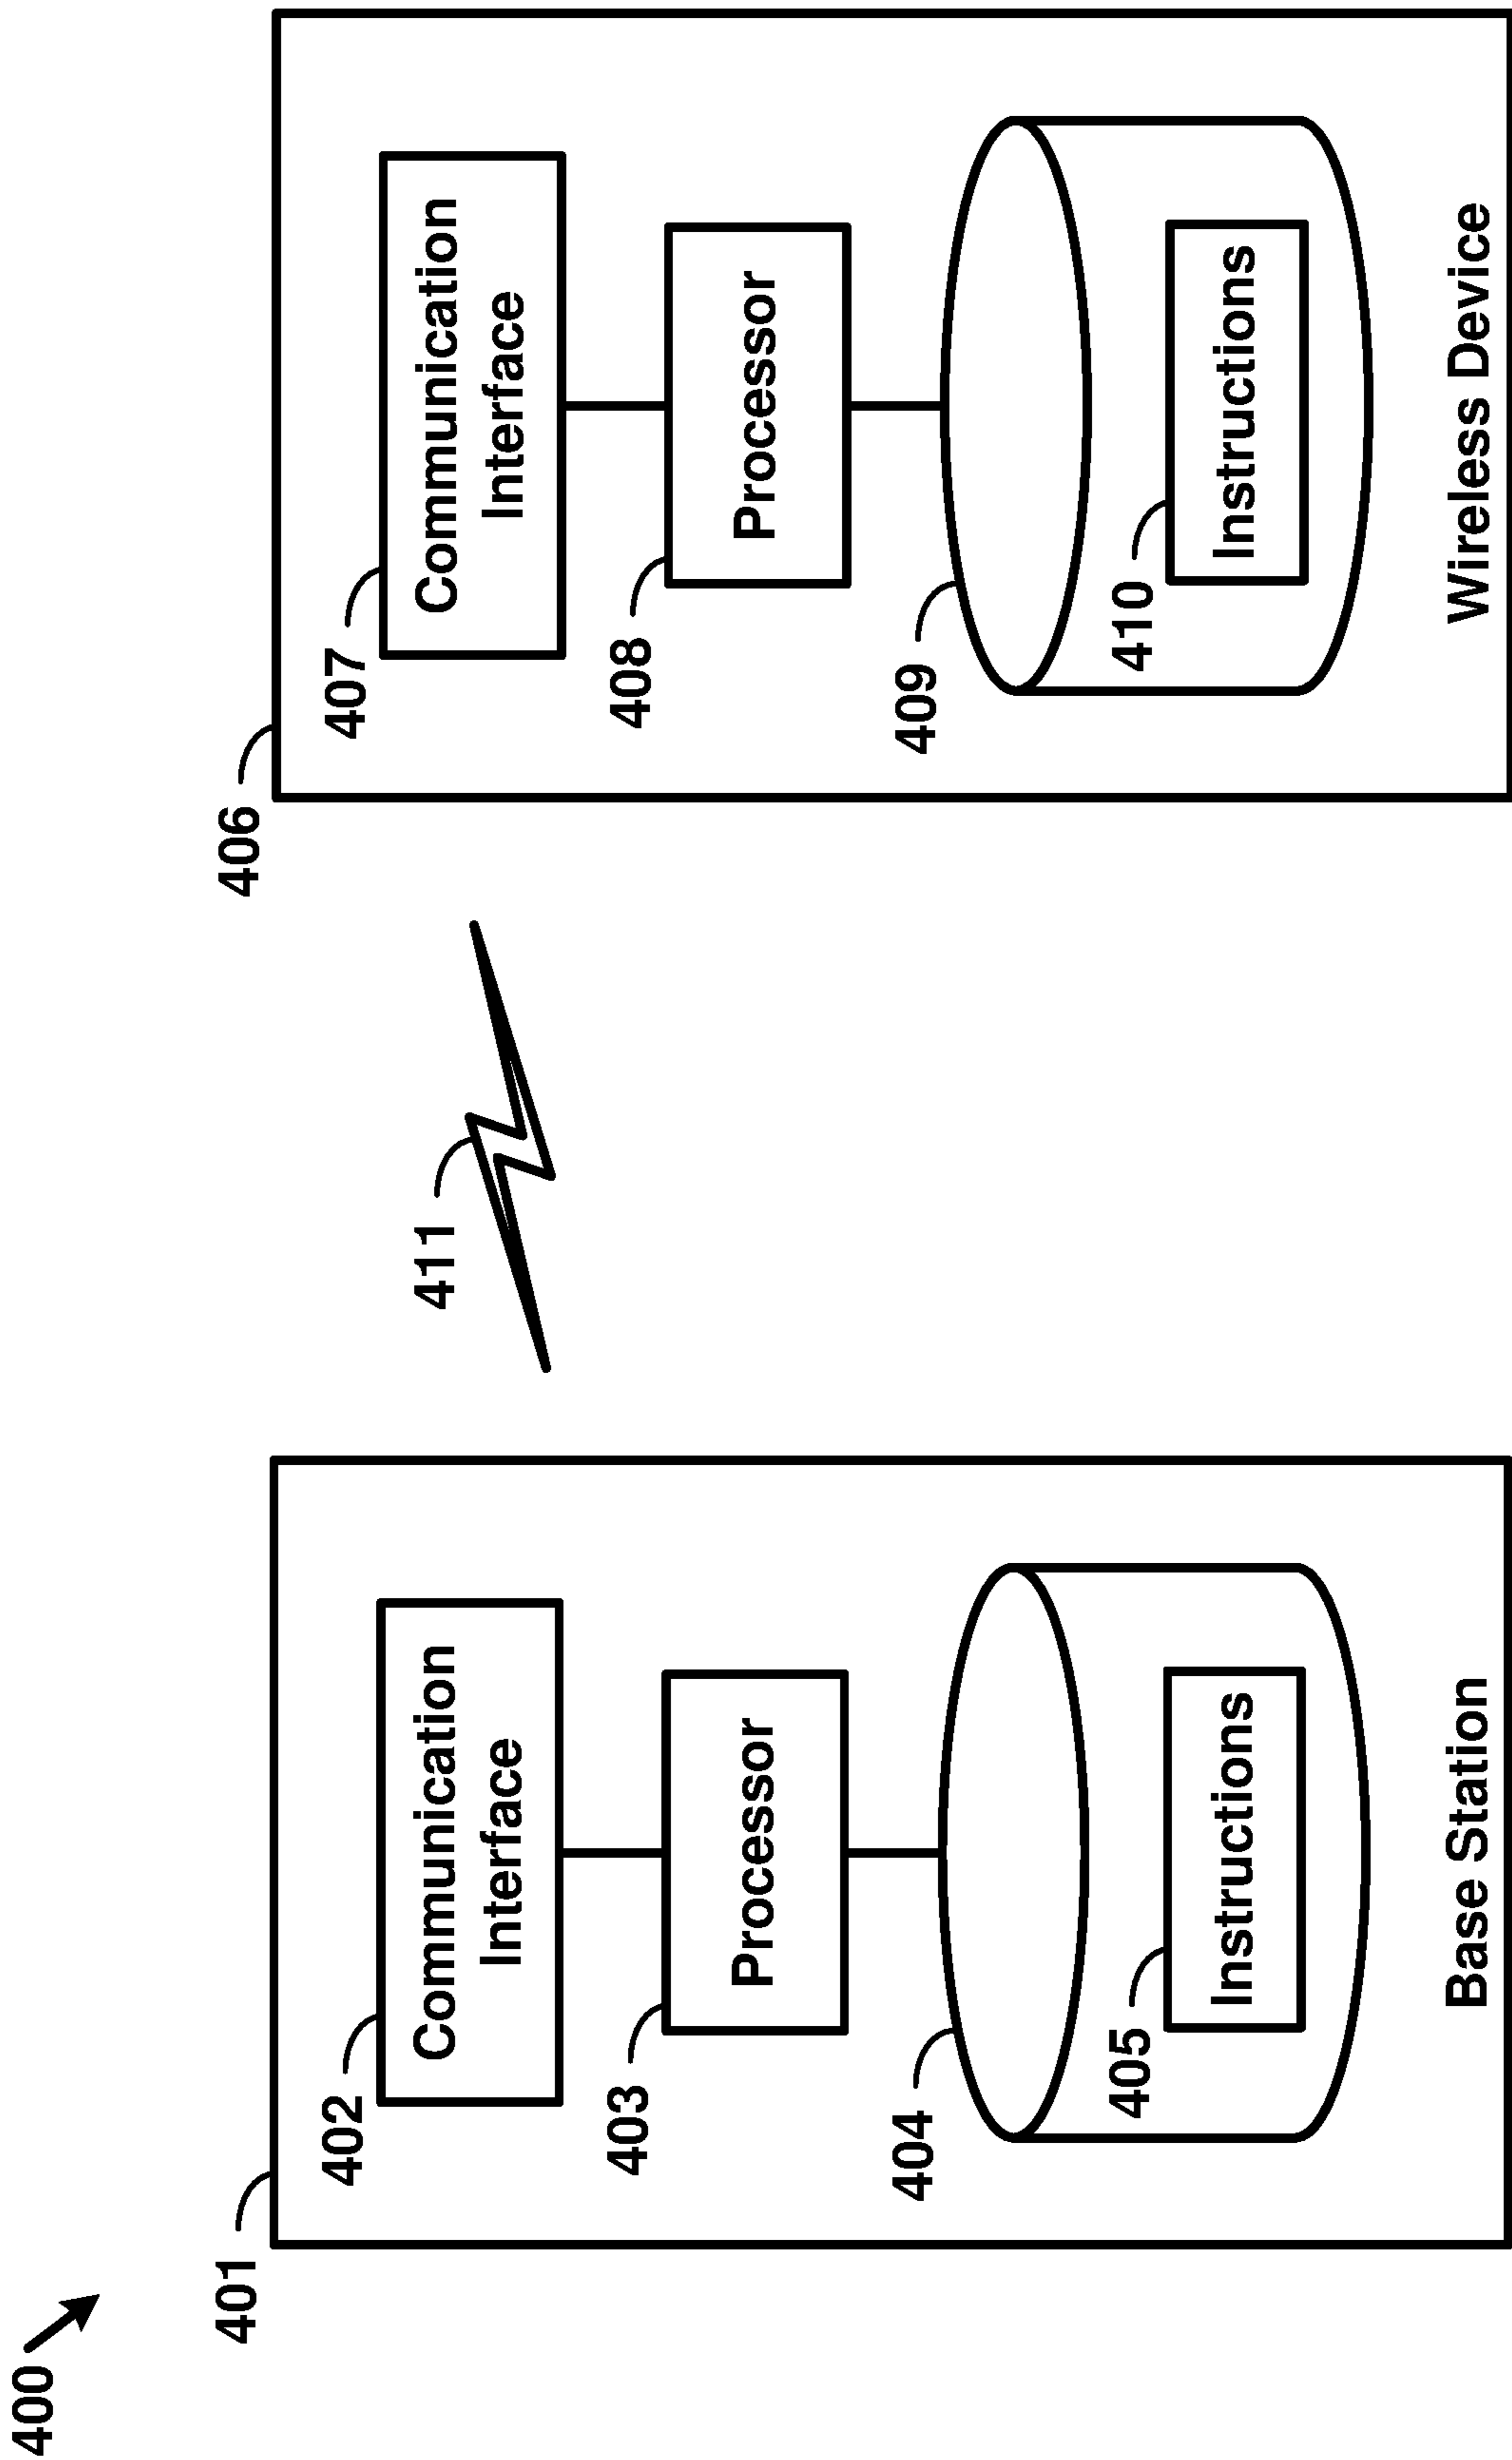 400
401
402
Communication
Interface
403
Processor
404
405
Instructions
Base Station
411
406
407
Communication
Interface
408
Processor
409
410
Instructions
Wireless Device